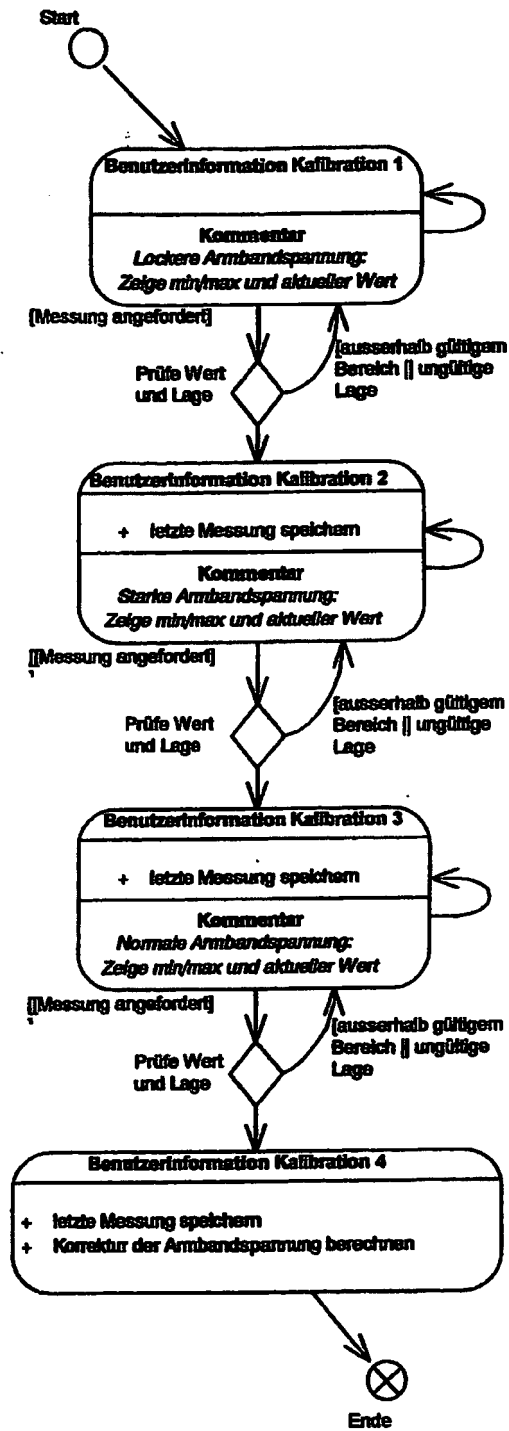 Start
Benutzerinformation Kalibration 1
Kommentar
Lockere Armbandspannung:
Zeige min/max und aktueller Wert
[Messung angefordert]
[ausserhalb gültigem
Bereich || ungültige
Lage
Prüfe Wert
und Lage
Benutzerinformation Kalibration 2
+ letzte Messung speichern
Kommentar
Starke Armbandspannung:
Zeige min/max und aktueller Wert
[[Messung angefordert]
[ausserhalb gültigem
Bereich || ungültige
Lage
Prüfe Wert
und Lage
Benutzerinformation Kalibration 3
+ letzte Messung speichern
Kommentar
Normale Armbandspannung:
Zeige min/max und aktueller Wert
[[Messung angefordert]
[ausserhalb gültigem
Bereich || ungültige
Lage
Prüfe Wert
und Lage
Benutzerinformation Kalibration 4
+ letzte Messung speichern
+ Korrektur der Armbandspannung berechnen
Ende